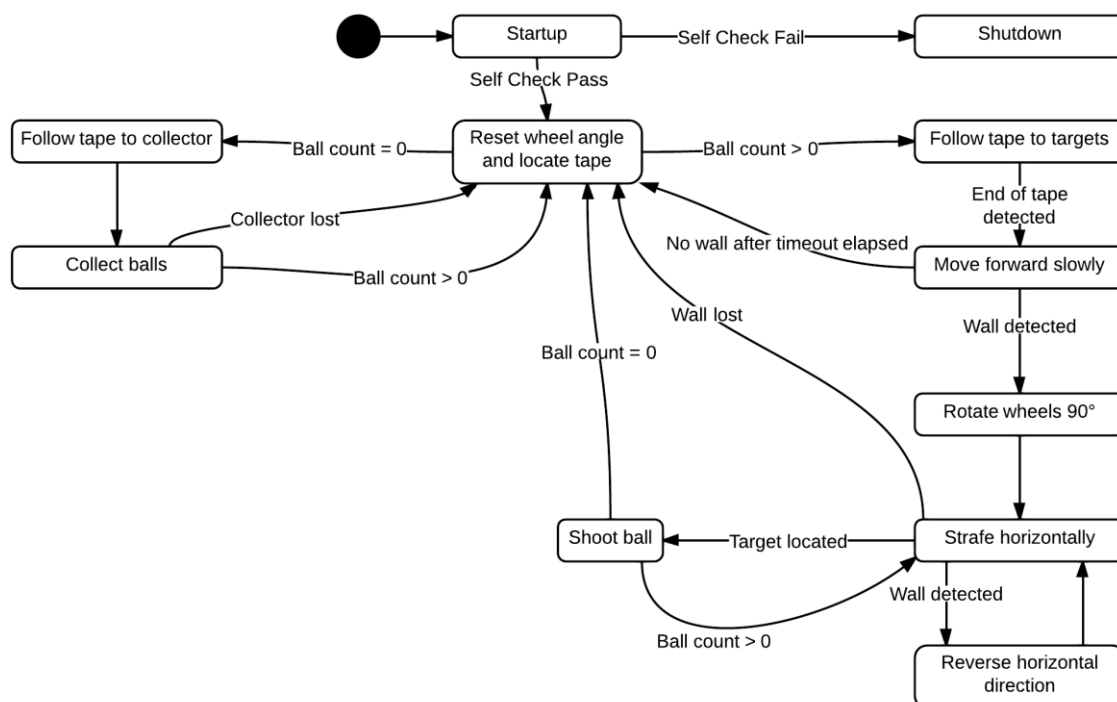 Startup
Self Check Fail
Shutdown
Self Check Pass
Follow tape to collector
Ball count = 0
Reset wheel angle
and locate tape
Ball count > 0
Follow tape to targets
End of tape
detected
Collector lost
No wall after timeout elapsed
Collect balls
Ball count > 0
Move forward slowly
Wall lost
Wall detected
Ball count = 0
Rotate wheels 90°
Shoot ball
Target located
Strafe horizontally
Wall detected
Ball count > 0
Reverse horizontal
direction